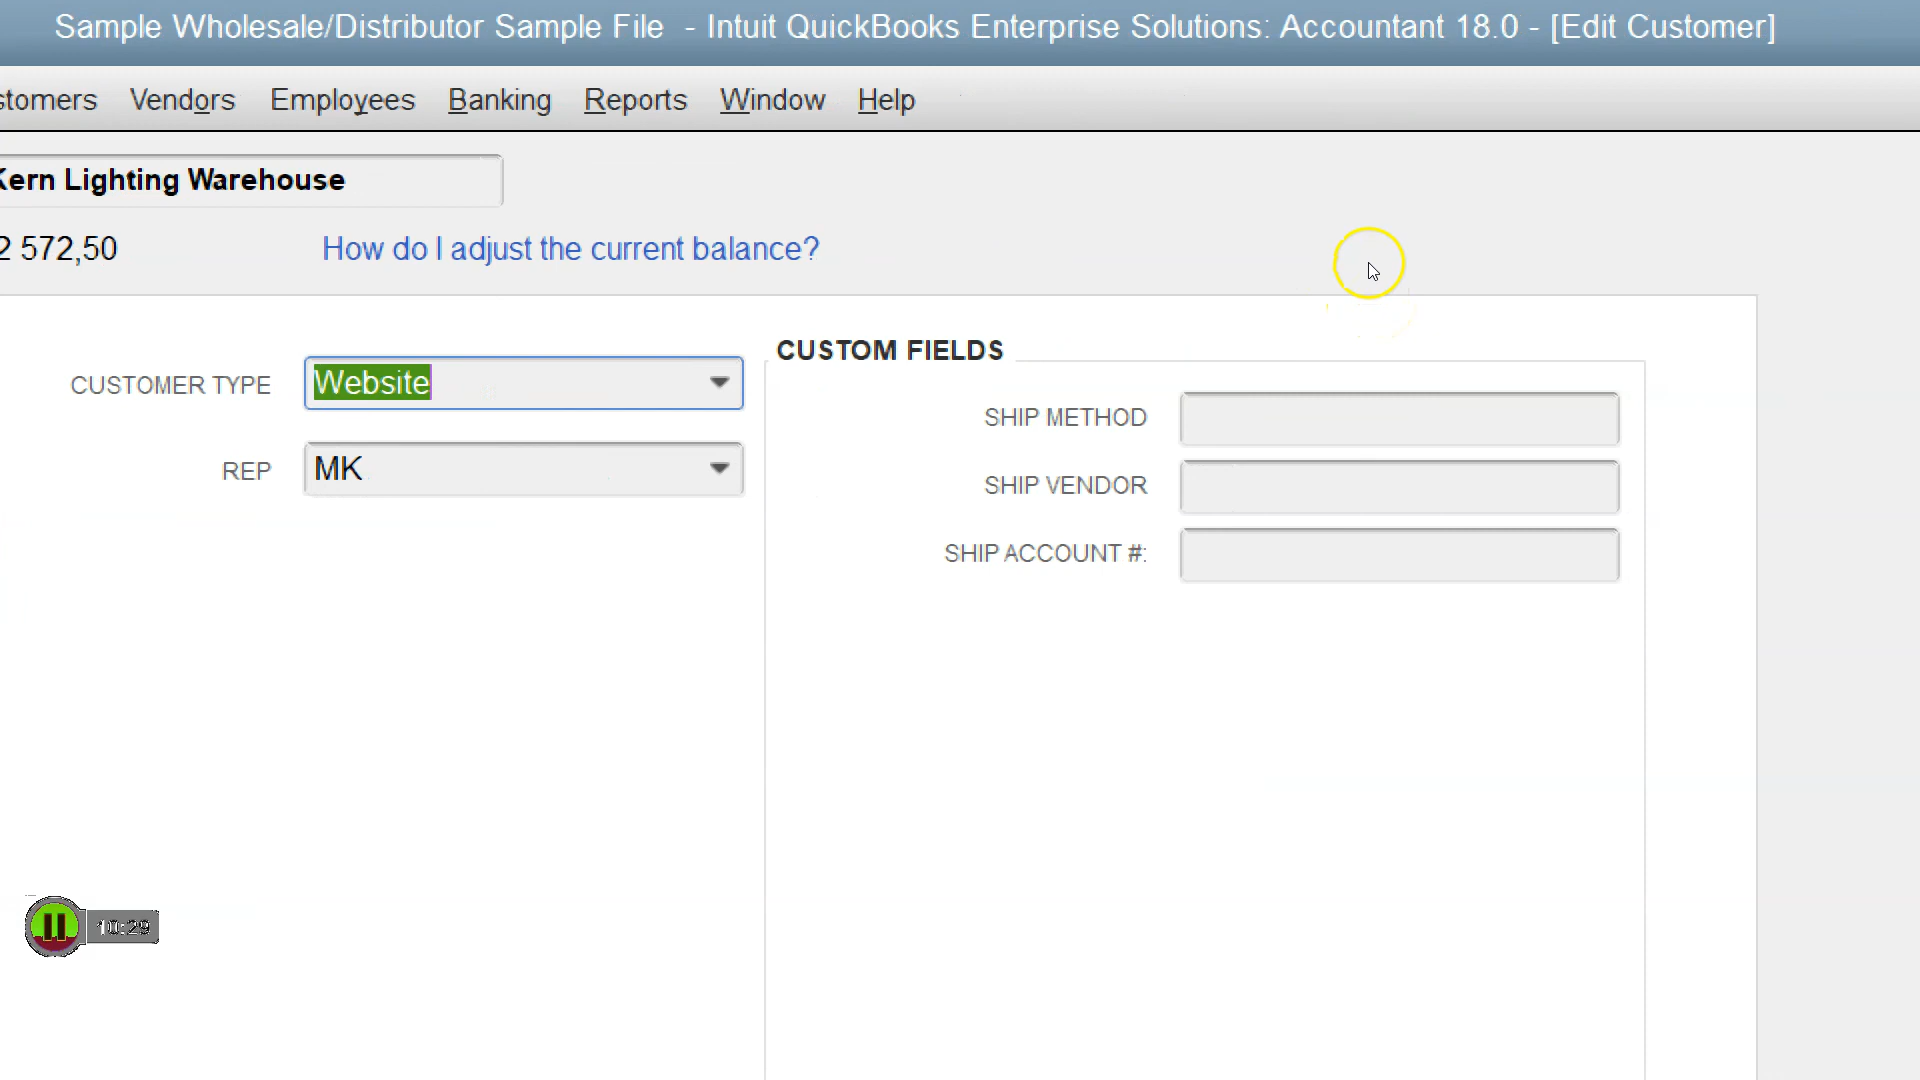 Sample Wholesale/Distributor Sample File - Intuit QuickBooks Enterprise Solutions: Accountant 18.0 - [Edit Customer]
stomers Vendors Employees Banking Reports Window Help
Kern Lighting Warehouse
2 572,50 How do I adjust the current balance?
CUSTOM FIELDS
CUSTOMER TYPE Website
SHIP METHOD
REP MK
SHIP VENDOR
SHIP ACCOUNT #:
10:29